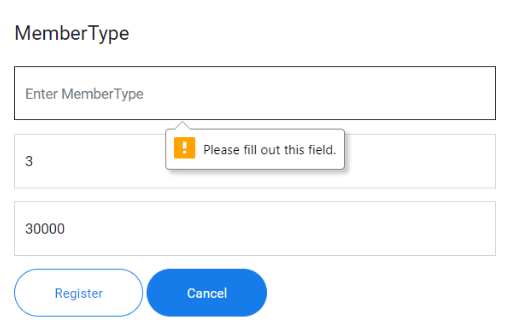 MemberType
Enter MemberType
! Please fill out this field.
3
30000
Register Cancel